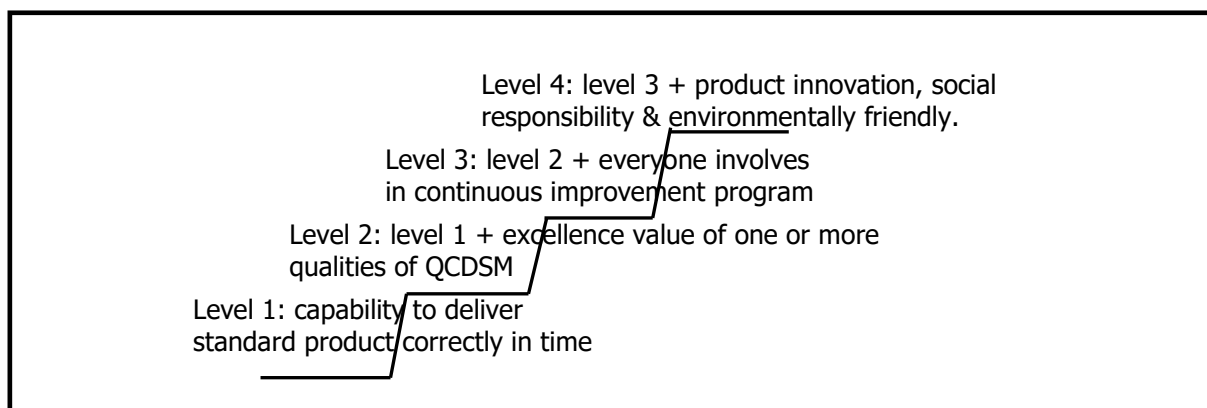 Level 4: level 3 + product innovation, social
responsibility & environmentally friendly.
Level 3: level 2 + everyone involves
in continuous improvement program
Level 2: level 1 + excellence value of one or more
qualities of QCDSM
Level 1: capability to deliver
standard product correctly in time